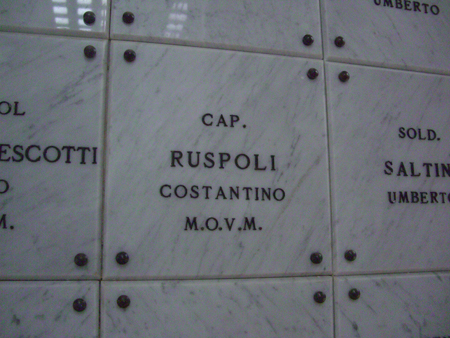 UMBERTO
OL
ESCOTTI
O
M.
CAP.
RUSPOLI
COSTANTINO
M.O.V.M.
SOLD.
SALTIN
UMBERTO